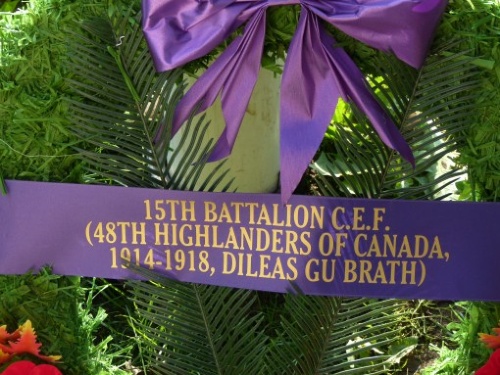 15TH BATTALION C.E.F.
(48TH HIGHLANDERS OF CANADA,
1914-1918, DILEAS GU BRATH)